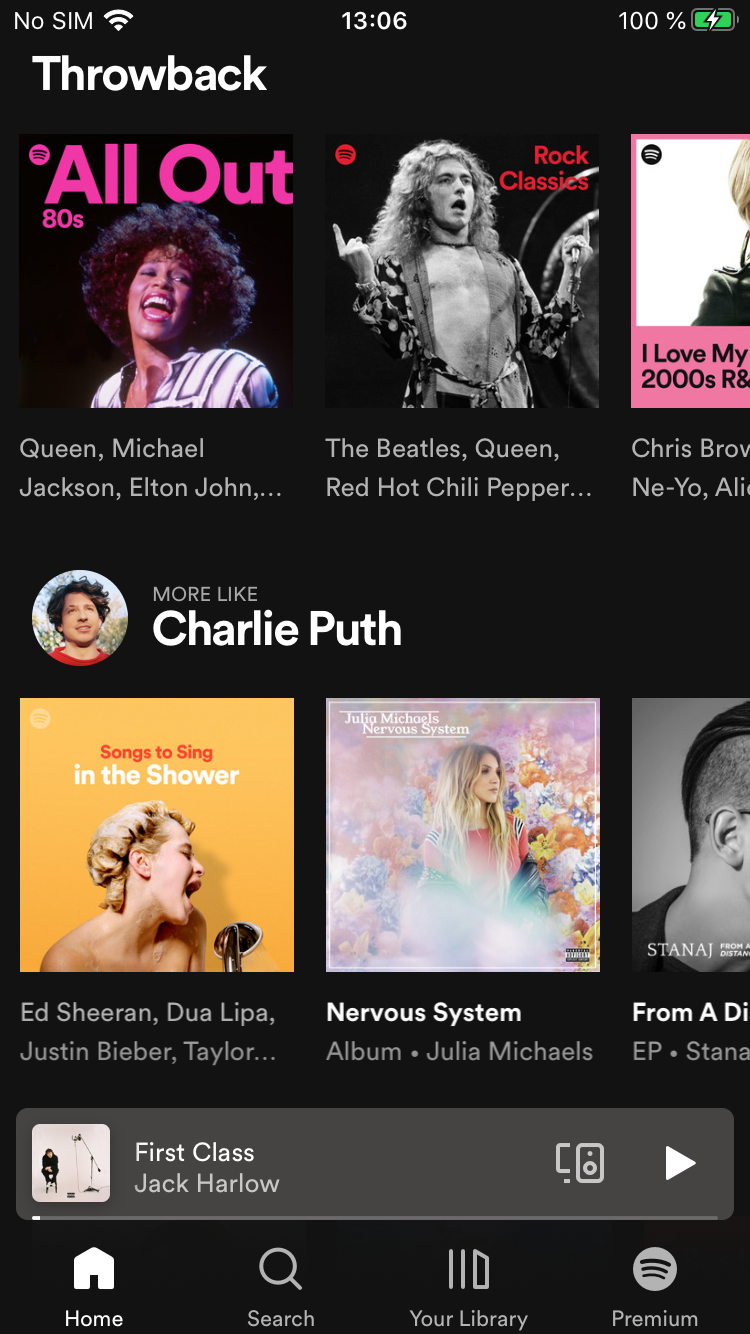 No SIM 13:06 100 %
Throwback
All Out
80s
Rock
Classics
I Love My
2000s R&
Queen, Michael
Jackson, Elton John,...
The Beatles, Queen,
Red Hot Chili Pepper...
Chris Brow
Ne-Yo, Alic
MORE LIKE
Charlie Puth
Songs to Sing
in the Shower
Julia Michaels
Nervous System
STANAJ FROM A
DISTANC
Ed Sheeran, Dua Lipa,
Justin Bieber, Taylor...
Nervous System
Album • Julia Michaels
From A Di
EP • Stana
First Class
Jack Harlow
Home
Search
Your Library
Premium